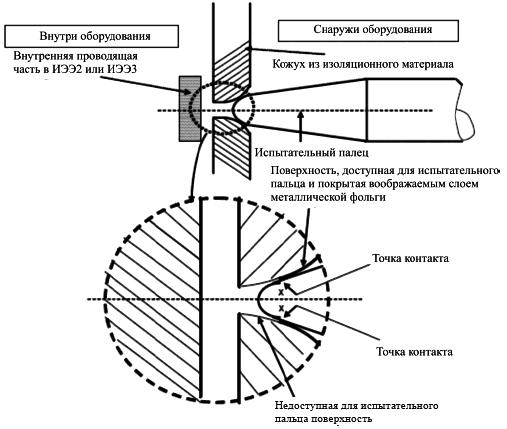 Внутри оборудования
Снаружи оборудования
Внутренняя проводящая
часть в ИЭЭ2 или ИЭЭ3
Кожух из изоляционного материала
Испытательный палец
Поверхность, доступная для испытательного
пальца и покрытая воображаемым слоем
металлической фольги
Точка контакта
x
x
Точка контакта
Недоступная для испытательного
пальца поверхность